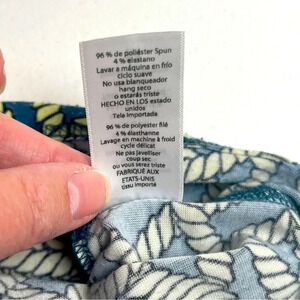 96 % de poliéster Spun
4 % elastano
Lavar a máquina en frío
ciclo suave
No usa blanqueador
hang seco
o estarás triste
HECHO EN LOS estado
unidos
Tela Importada
96 % de polyester filé
4 % élasthanne
Lavage en machine à froid
cycle délicat
Ne pas javelliser
coup sec
ou vous serez triste
FABRIQUÉ AUX
ETATS-UNIS
tissu importá